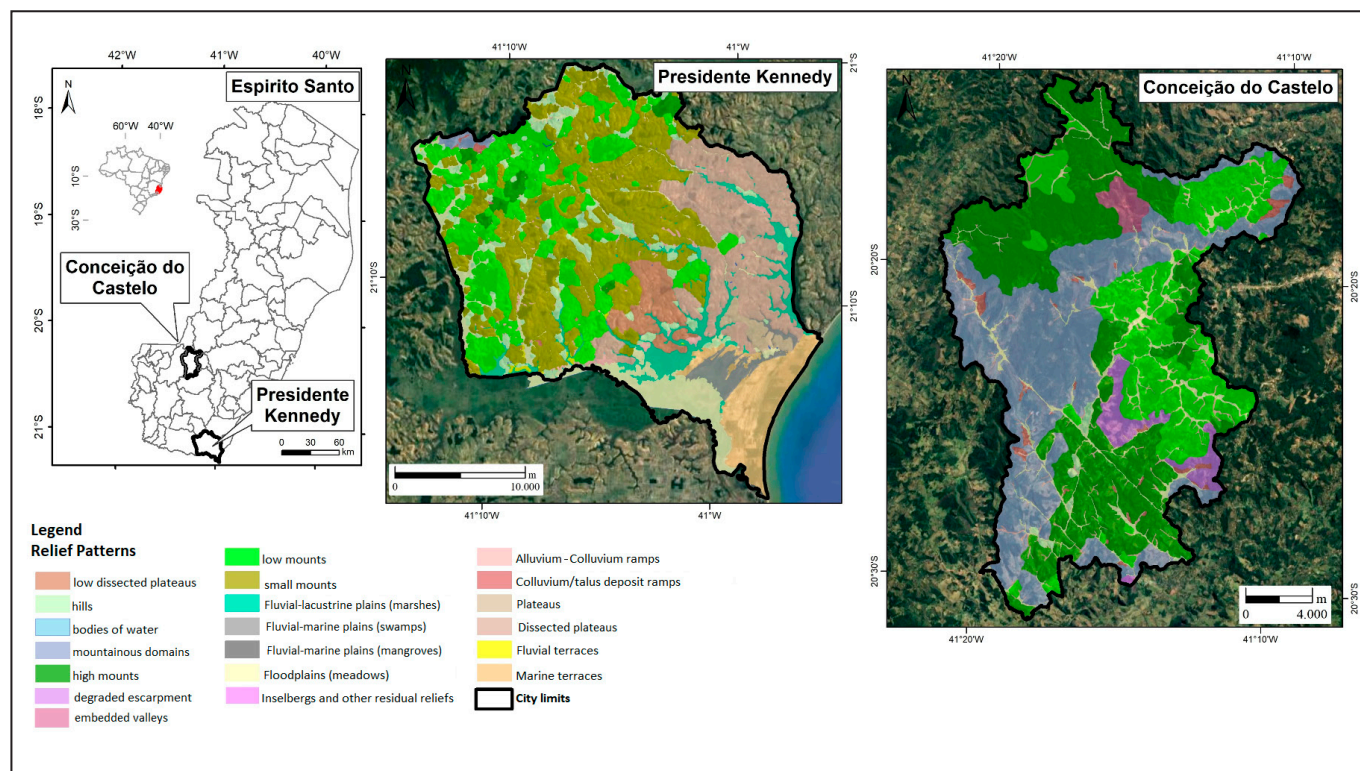 42°W
41°W
40°W
N
Espirito Santo
18°S
60°W
40°W
10°S
30°S
19°S
Conceição do
Castelo
20°S
Presidente
Kennedy
21°S
0 30 60
km
42°W
41°W
40°W
41°10'W
41°W
21°S
N
Presidente Kennedy
21°10'S
21°10'S
m
0 10.000
41°10'W
41°W
41°20'W
41°10'W
N
Conceição do Castelo
20°20'S
20°20'S
20°30'S
20°30'S
m
0 4.000
41°20'W
41°10'W
Legend
Relief Patterns
low dissected plateaus
hills
bodies of water
mountainous domains
high mounts
degraded escarpment
embedded valleys
low mounts
small mounts
Fluvial-lacustrine plains (marshes)
Fluvial-marine plains (swamps)
Fluvial-marine plains (mangroves)
Floodplains (meadows)
Inselbergs and other residual reliefs
Alluvium-Colluvium ramps
Colluvium/talus deposit ramps
Plateaus
Dissected plateaus
Fluvial terraces
Marine terraces
City limits